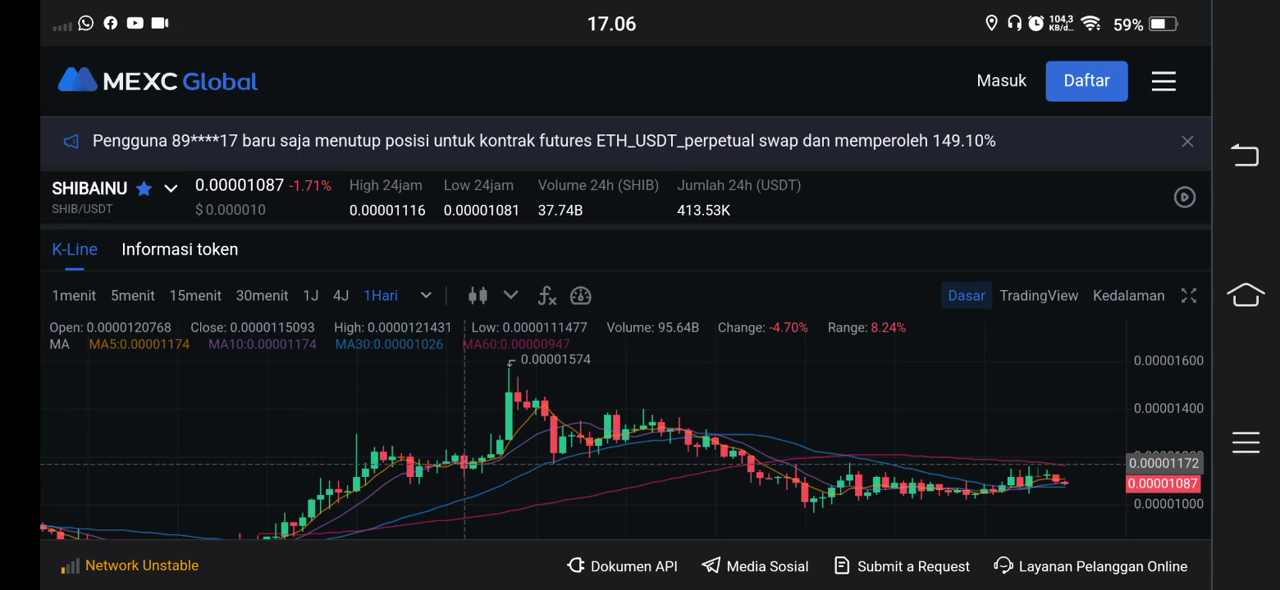 17.06
104,3
KB/d...
59%
MEXC Global
Masuk
Daftar
Pengguna 89****17 baru saja menutup posisi untuk kontrak futures ETH_USDT_perpetual swap dan memperoleh 149.10%
SHIBAINU 0.00001087 -1.71% High 24jam Low 24jam Volume 24h (SHIB) Jumlah 24h (USDT)
SHIB/USDT $ 0.000010 0.00001116 0.00001081 37.74B 413.53K
K-Line Informasi token
1menit 5menit 15menit 30menit 1J 4J 1Hari Dasar TradingView Kedalaman
Open: 0.0000120768 Close: 0.0000115093 High: 0.0000121431 Low: 0.0000111477 Volume: 95.64B Change: -4.70% Range: 8.24%
MA MA5:0.00001174 MA10:0.00001174 MA30:0.00001026 MA60:0.00000947
0.00001574
0.00001600
0.00001400
0.00001172
0.00001087
0.00001000
Network Unstable Dokumen API Media Sosial Submit a Request Layanan Pelanggan Online